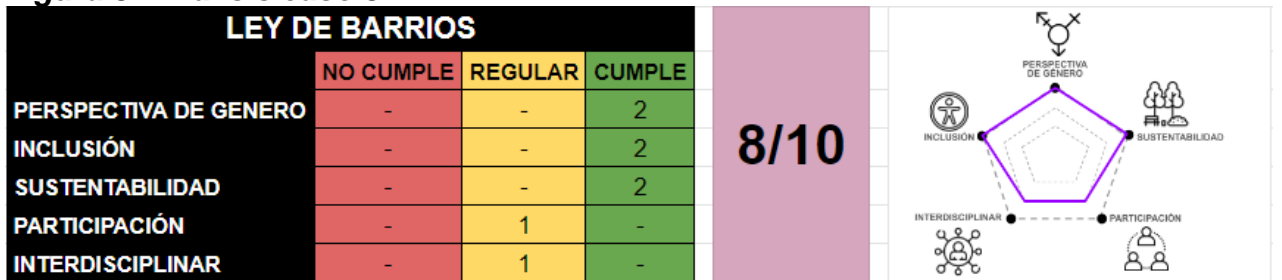 LEY DE BARRIOS
NO CUMPLE REGULAR CUMPLE
PERSPECTIVA DE GENERO - - 2
INCLUSIÓN - - 2
SUSTENTABILIDAD - - 2
PARTICIPACIÓN - 1 -
INTERDISCIPLINAR - 1 -
8/10
PERSPECTIVA
DE GÉNERO
INCLUSIÓN
SUSTENTABILIDAD
INTERDISCIPLINAR
PARTICIPACIÓN